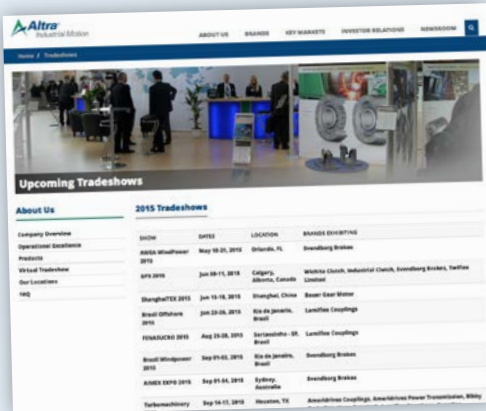 Altra
Industrial Motion
ABOUT US BRANDS KEY MARKETS INVESTOR RELATIONS NEWSROOM
Home / Tradeshows
Upcoming Tradeshows
About Us
Company Overview
Operational Excellence
Products
Virtual Tradeshow
Our Locations
FAQ
2015 Tradeshows
SHOW DATES LOCATION BRANDS EXHIBITING
AWEA WindPower May 18-21, 2015 Orlando, FL Svendborg Brakes
2015
GPS 2015 Jun 09-11, 2015 Calgary, Wichita Clutch, Industrial Clutch, Svendborg Brakes, Twiflex
Alberta, Canada Limited
ShanghaiTEX 2015 Jun 15-18, 2015 Shanghai, China Bauer Gear Motor
Brasil Offshore Jun 23-26, 2015 Rio de Janeiro, Lamiflex Couplings
2015 Brazil
FENASUCRO 2015 Aug 25-28, 2015 Sertaozinho - SP, Lamiflex Couplings
Brazil
Brazil Windpower Sep 01-03, 2015 Rio de Janeiro, Svendborg Brakes
2015 Brazil
AIMEX EXPO 2015 Sep 01-04, 2015 Sydney, Svendborg Brakes
Australia
Turbomachinery Sep 14-17, 2015 Houston, TX Ameridrives Couplings, Ameridrives Power Transmission, Bibby